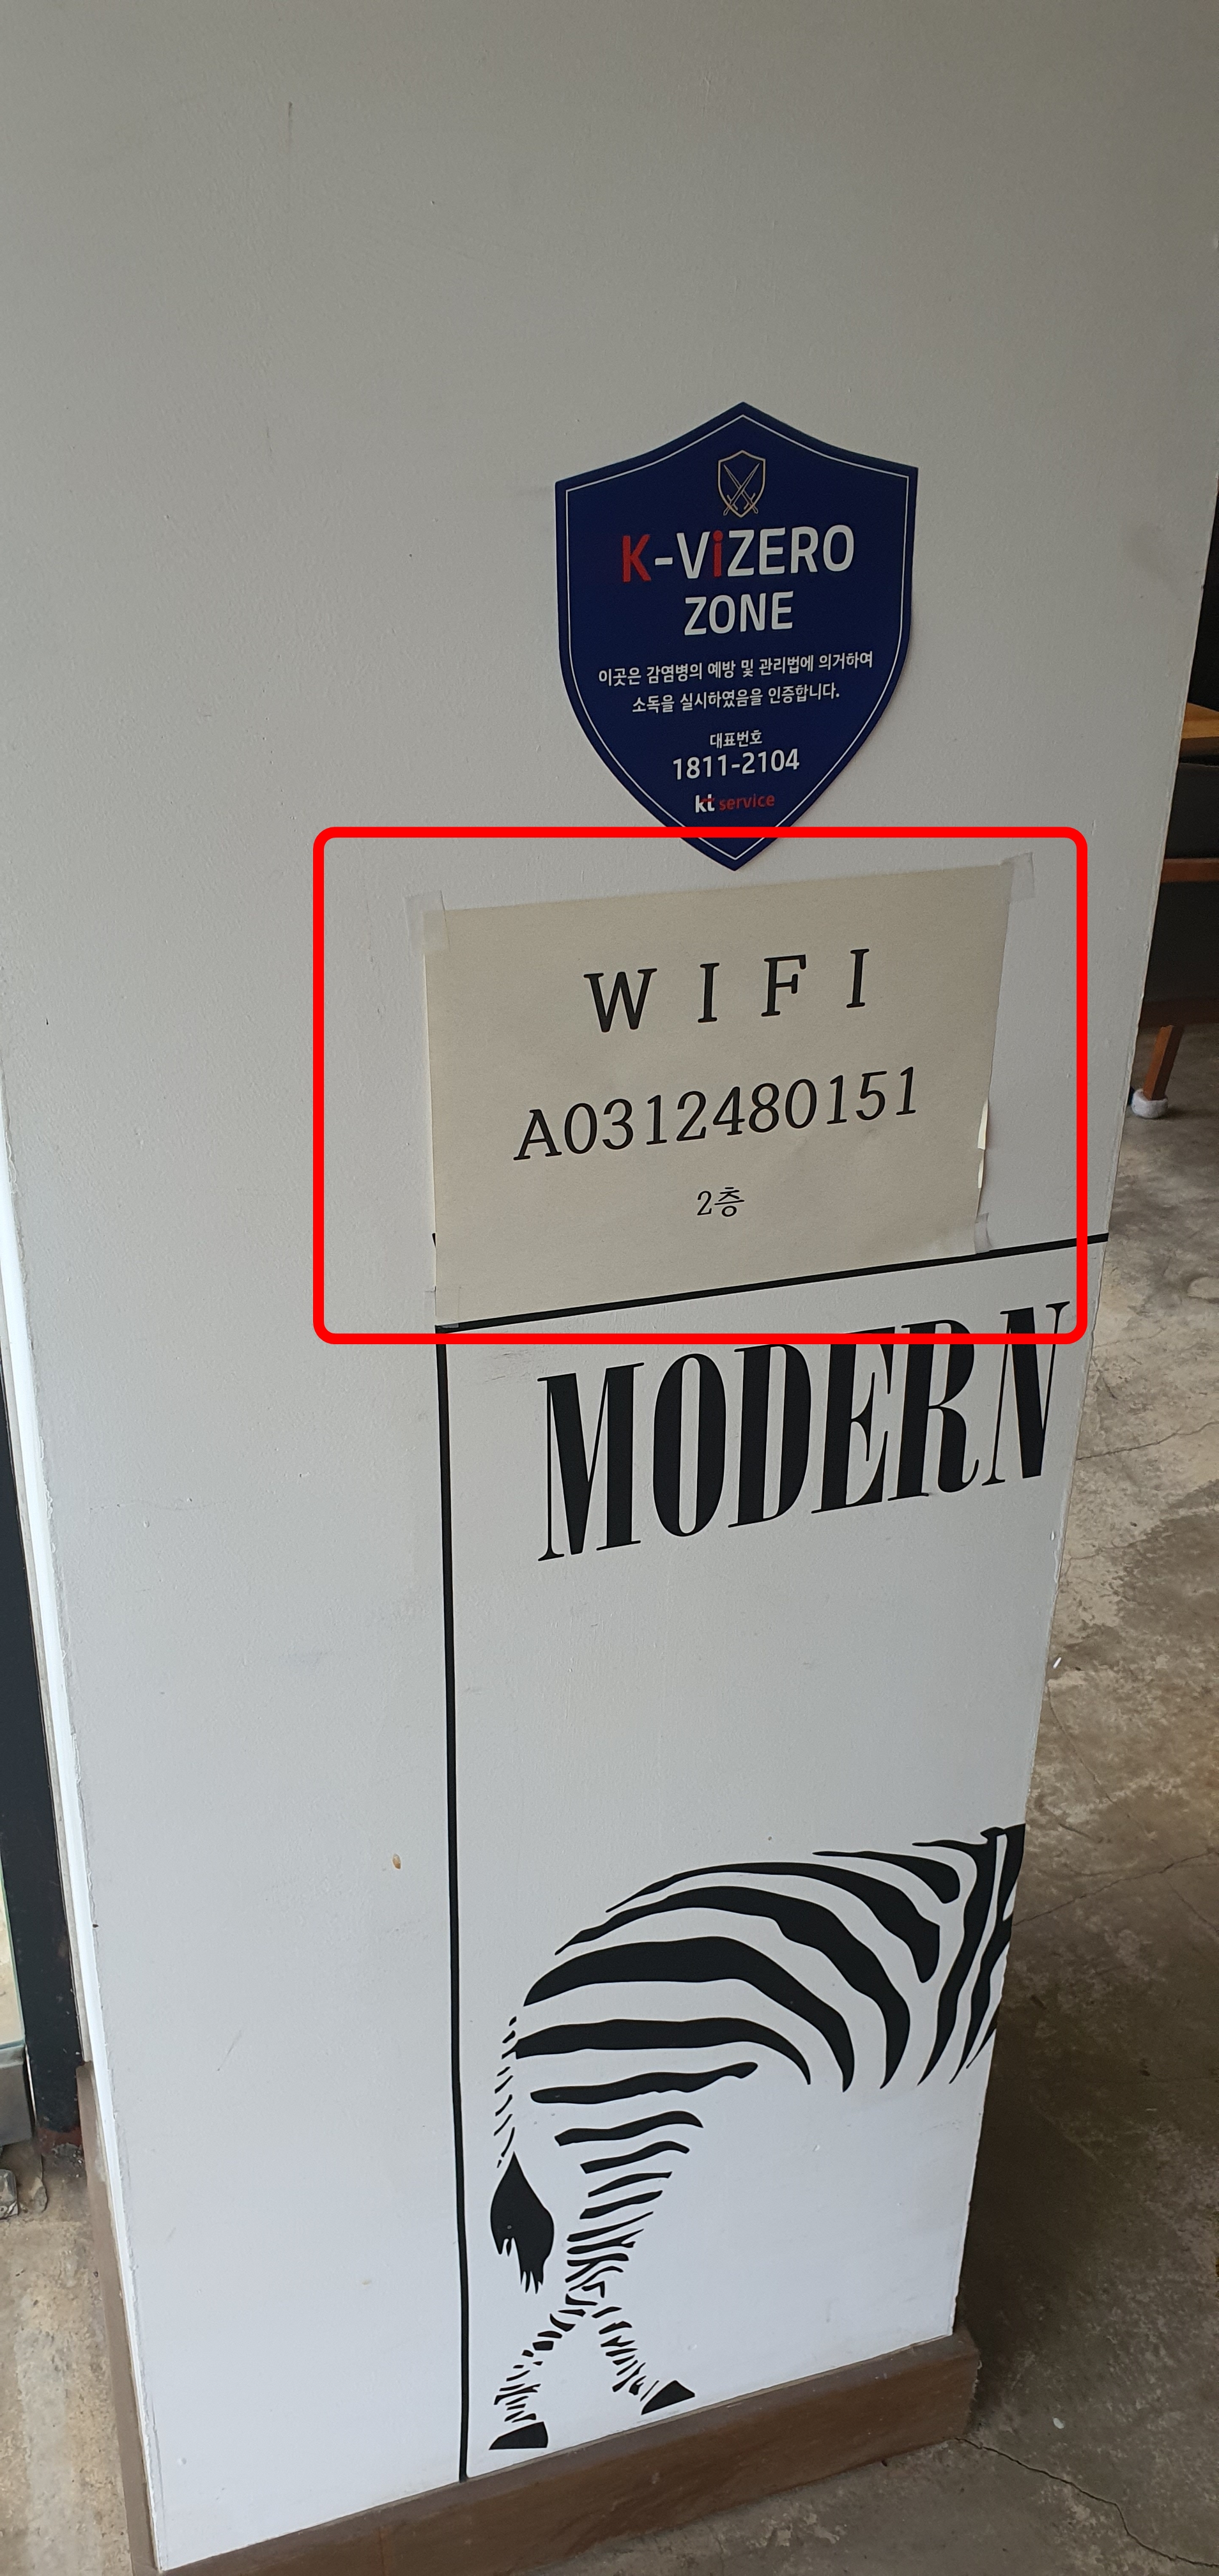 K-ViZERO
ZONE
이곳은 감염병의 예방 및 관리법에 의거하여
소독을 실시하였음을 인증합니다.
대표번호
1811-2104
kt service
W I F I
A0312480151
2층
MODERN